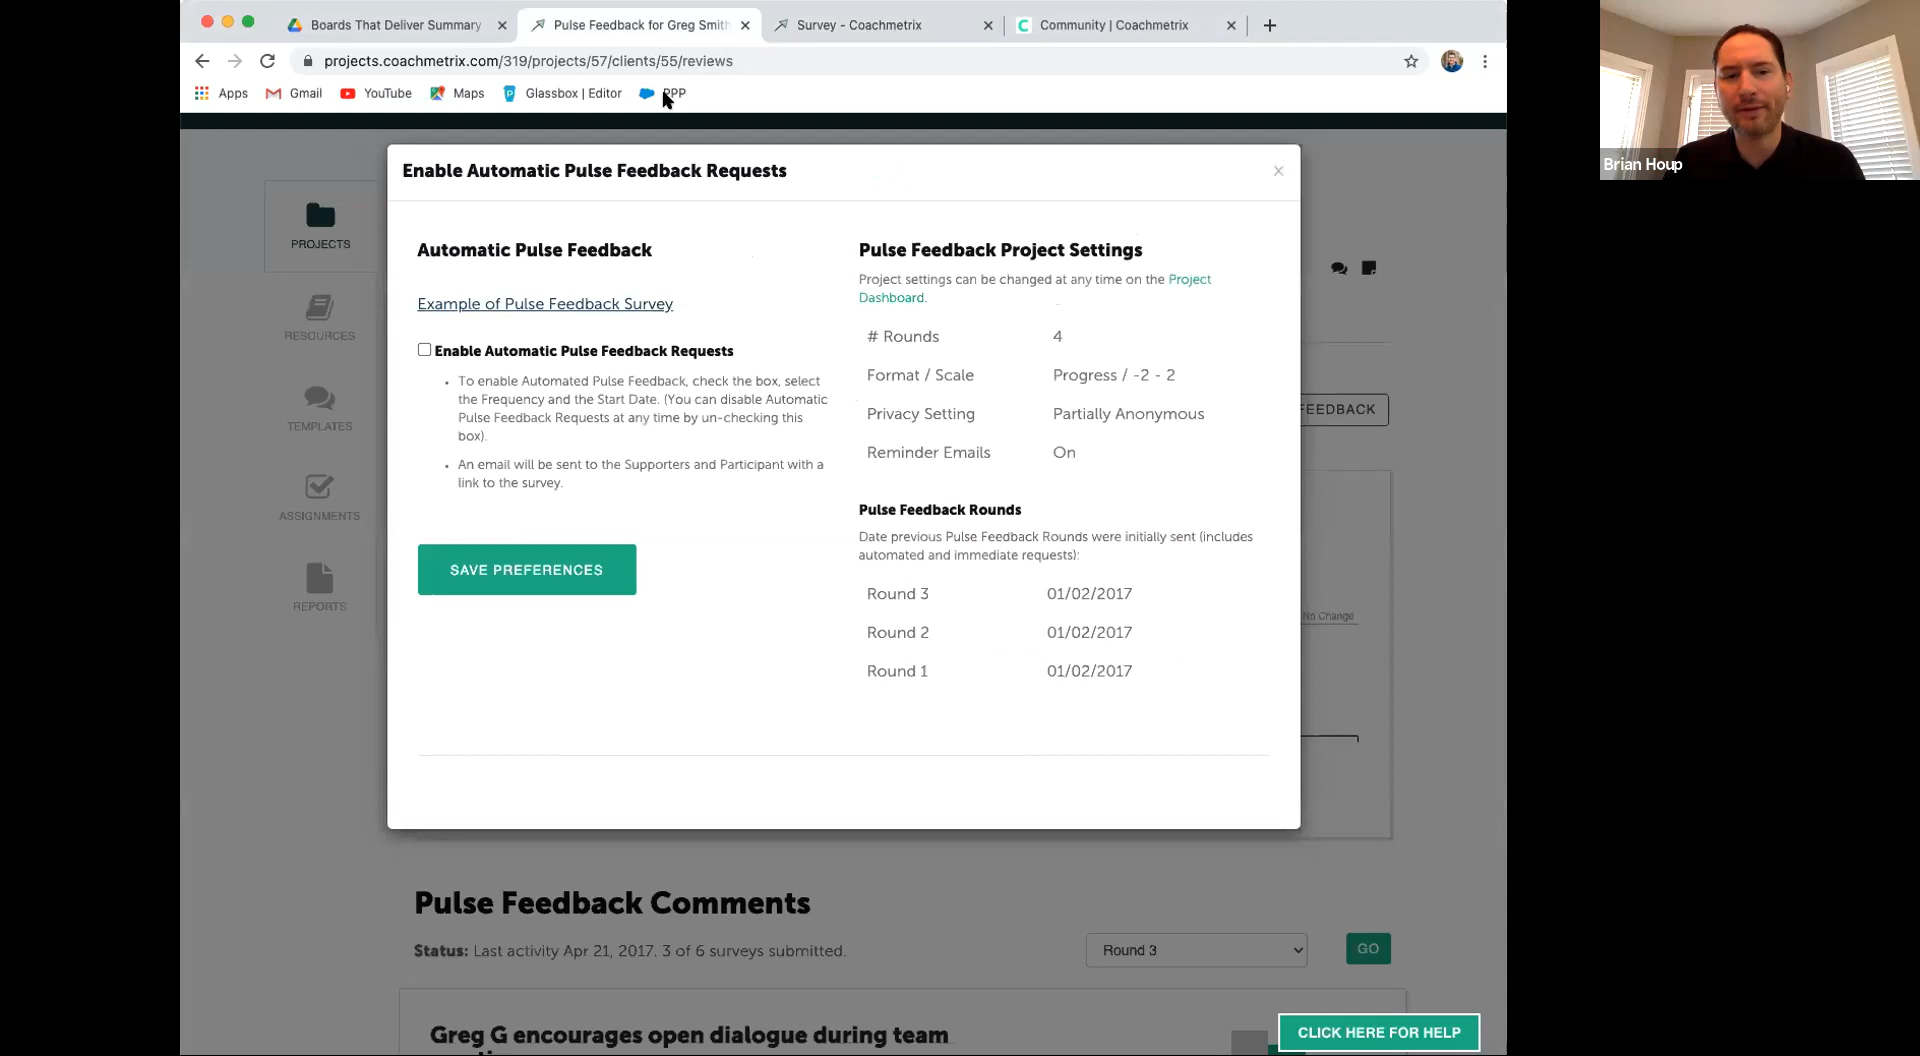 Boards That Deliver Summary
Pulse Feedback for Greg Smith
Survey - Coachmetrix
Community | Coachmetrix
projects.coachmetrix.com/319/projects/57/clients/55/reviews
Apps
Gmail
YouTube
Maps
Glassbox | Editor
PPP
Brian Houp
PROJECTS
RESOURCES
TEMPLATES
ASSIGNMENTS
REPORTS
Enable Automatic Pulse Feedback Requests
Automatic Pulse Feedback
Example of Pulse Feedback Survey
Enable Automatic Pulse Feedback Requests
To enable Automated Pulse Feedback, check the box, select
the Frequency and the Start Date. (You can disable Automatic
Pulse Feedback Requests at any time by un-checking this
box).
An email will be sent to the Supporters and Participant with a
link to the survey.
SAVE PREFERENCES
Pulse Feedback Project Settings
Project settings can be changed at any time on the Project
Dashboard.
# Rounds 4
Format / Scale Progress / -2 - 2
Privacy Setting Partially Anonymous
Reminder Emails On
Pulse Feedback Rounds
Date previous Pulse Feedback Rounds were initially sent (includes
automated and immediate requests):
Round 3 01/02/2017
Round 2 01/02/2017
Round 1 01/02/2017
FEEDBACK
No Change
Pulse Feedback Comments
Status: Last activity Apr 21, 2017. 3 of 6 surveys submitted.
Round 3
GO
Greg G encourages open dialogue during team
CLICK HERE FOR HELP